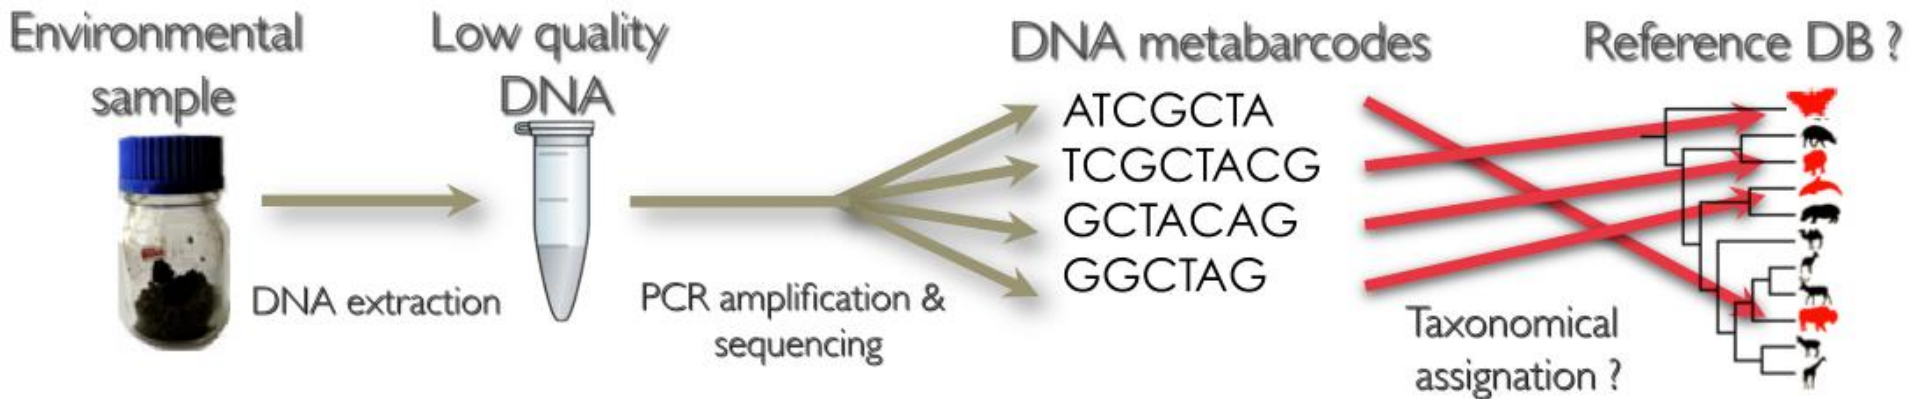 Environmental
sample
Low quality
DNA
DNA metabarcodes
Reference DB ?
ATCGCTA
TCGCTACG
GCTACAG
GGCTAG
DNA extraction
PCR amplification &
sequencing
Taxonomical
assignation ?